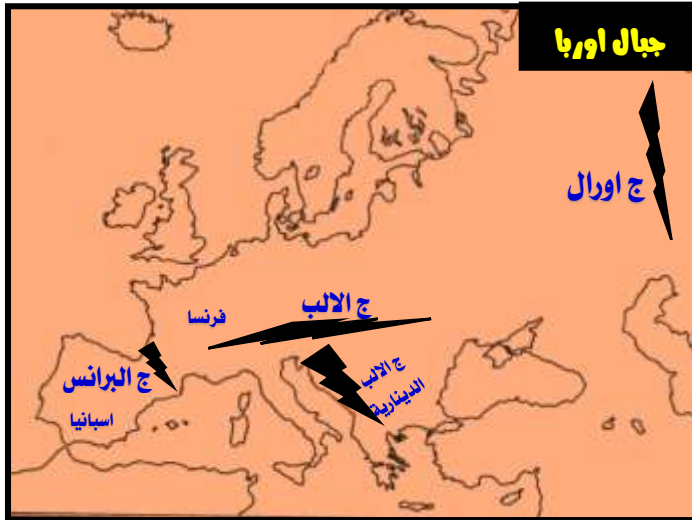 جبال اوربا
ج اورال
ج الالب
فرنسا
ج الالب
الدينارية
ج البرانس
اسبانيا